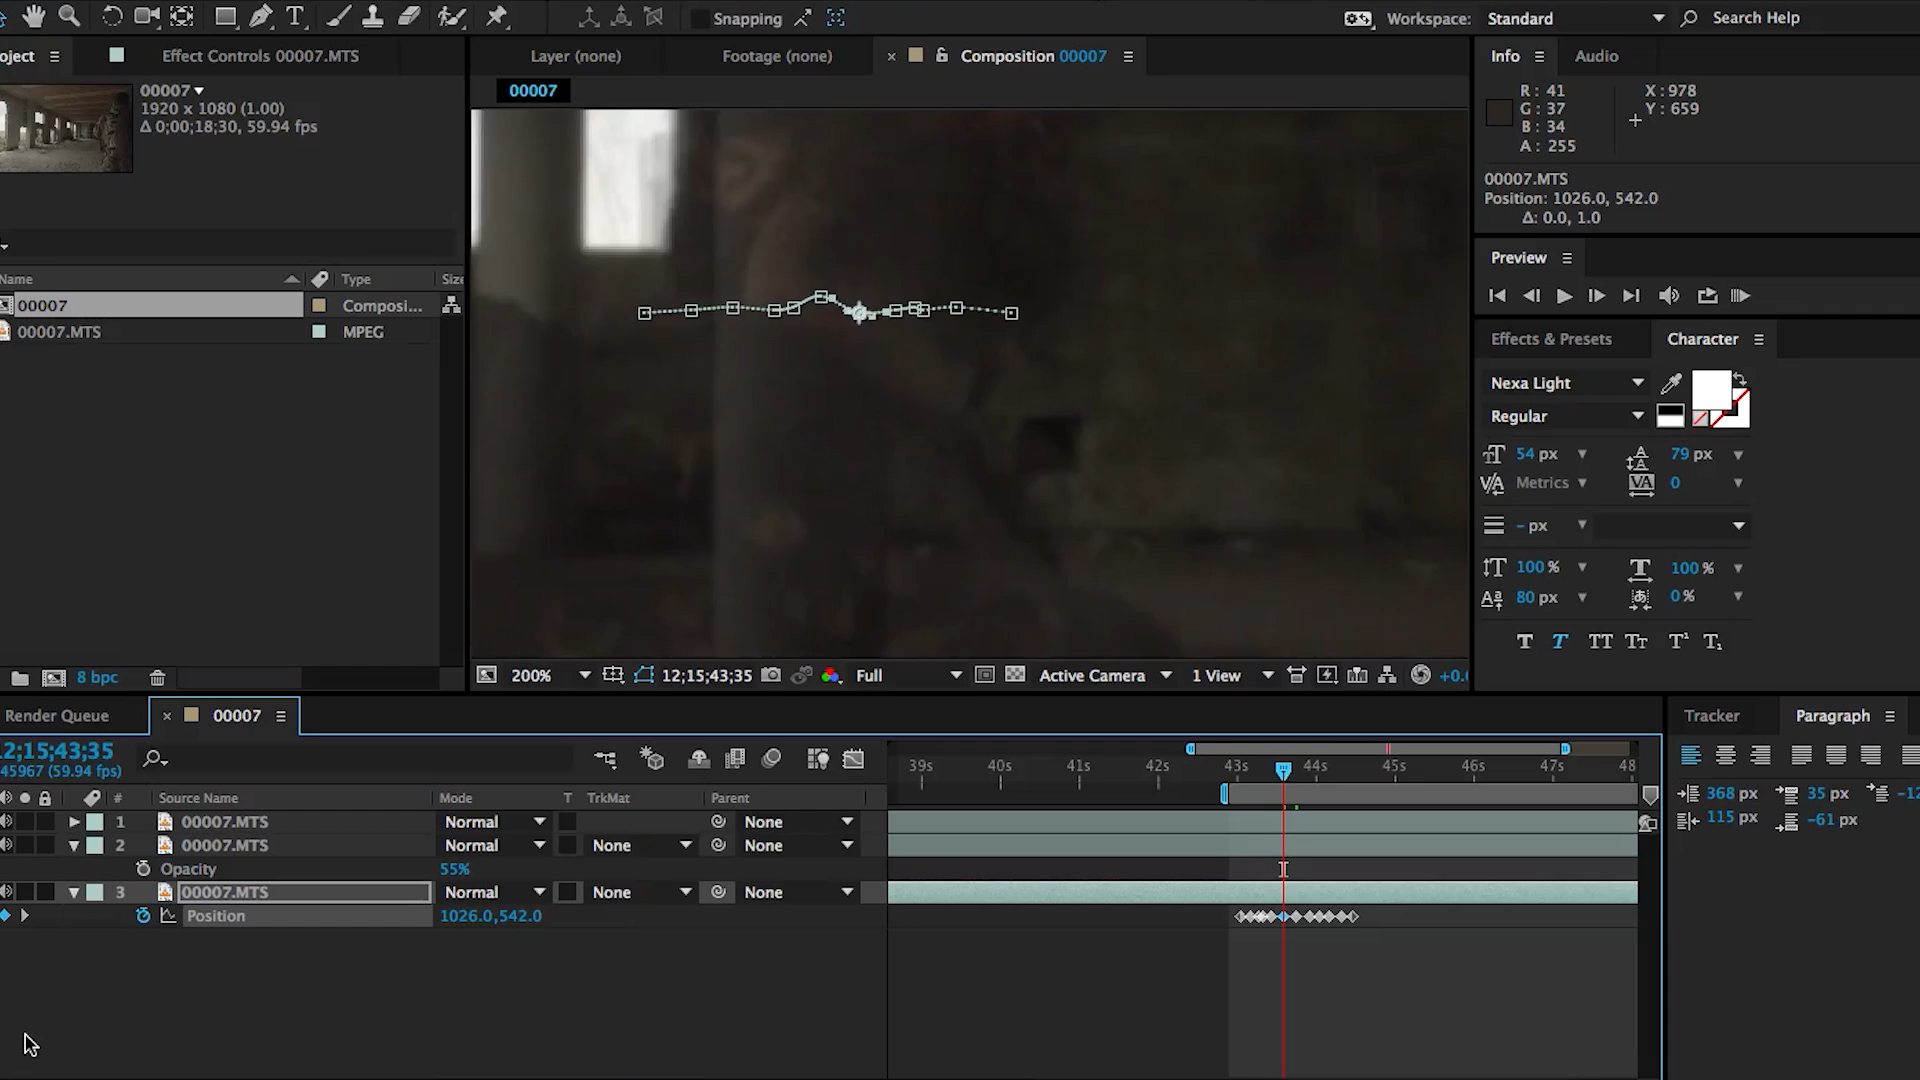 Snapping
Workspace: Standard
Search Help
oject
Effect Controls 00007.MTS
Layer (none)
Footage (none)
Composition 00007
Info
Audio
00007
1920 x 1080 (1.00)
Δ 0;00;18;30, 59.94 fps
00007
R: 41
G: 37
B: 34
A: 255
X: 978
Y: 659
00007.MTS
Position: 1026.0, 542.0
Δ: 0.0, 1.0
Preview
Name
Type
Size
00007
Composi...
00007.MTS
MPEG
Effects & Presets
Character
Nexa Light
Regular
54 px
79 px
Metrics
0
- px
100 %
100 %
80 px
0 %
T T TT Tt T¹ T₁
8 bpc
200%
12;15;43;35
Full
Active Camera
1 View
+0.0
Render Queue
00007
Tracker
Paragraph
12;15;43;35
45967 (59.94 fps)
39s 40s 41s 42s 43s 44s 45s 46s 47s 48
# Source Name Mode T TrkMat Parent
1 00007.MTS Normal None
2 00007.MTS Normal None None
Opacity 55%
3 00007.MTS Normal None None
Position 1026.0,542.0
368 px
35 px
-12
115 px
-61 px